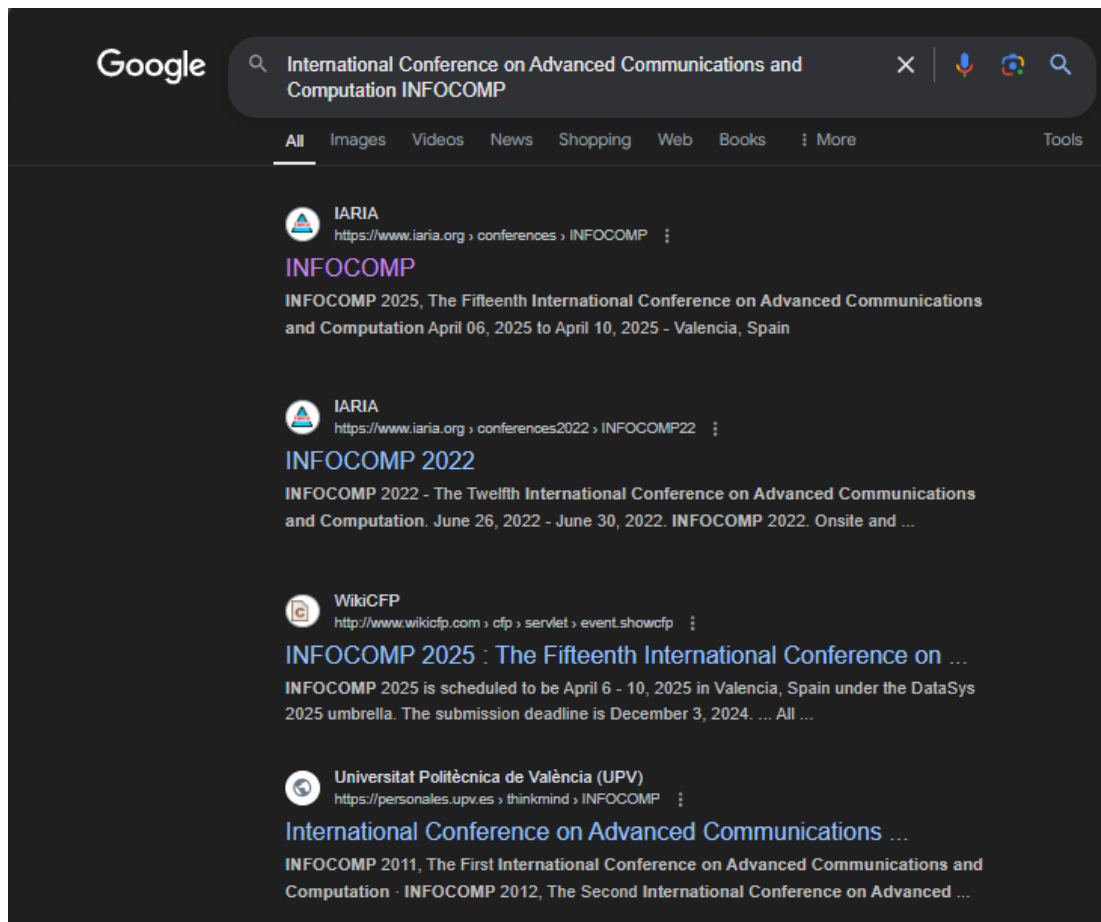 Google
International Conference on Advanced Communications and
Computation INFOCOMP
All Images Videos News Shopping Web Books More Tools
IARIA
https://www.iaria.org › conferences › INFOCOMP
INFOCOMP
INFOCOMP 2025, The Fifteenth International Conference on Advanced Communications
and Computation April 06, 2025 to April 10, 2025 - Valencia, Spain
IARIA
https://www.iaria.org › conferences2022 › INFOCOMP22
INFOCOMP 2022
INFOCOMP 2022 - The Twelfth International Conference on Advanced Communications
and Computation. June 26, 2022 - June 30, 2022. INFOCOMP 2022. Onsite and ...
WikiCFP
http://www.wikicfp.com › cfp › servlet › event.showcfp
INFOCOMP 2025 : The Fifteenth International Conference on ...
INFOCOMP 2025 is scheduled to be April 6 - 10, 2025 in Valencia, Spain under the DataSys
2025 umbrella. The submission deadline is December 3, 2024. ... All ...
Universitat Politècnica de València (UPV)
https://personales.upv.es › thinkmind › INFOCOMP
International Conference on Advanced Communications ...
INFOCOMP 2011, The First International Conference on Advanced Communications and
Computation · INFOCOMP 2012, The Second International Conference on Advanced ...